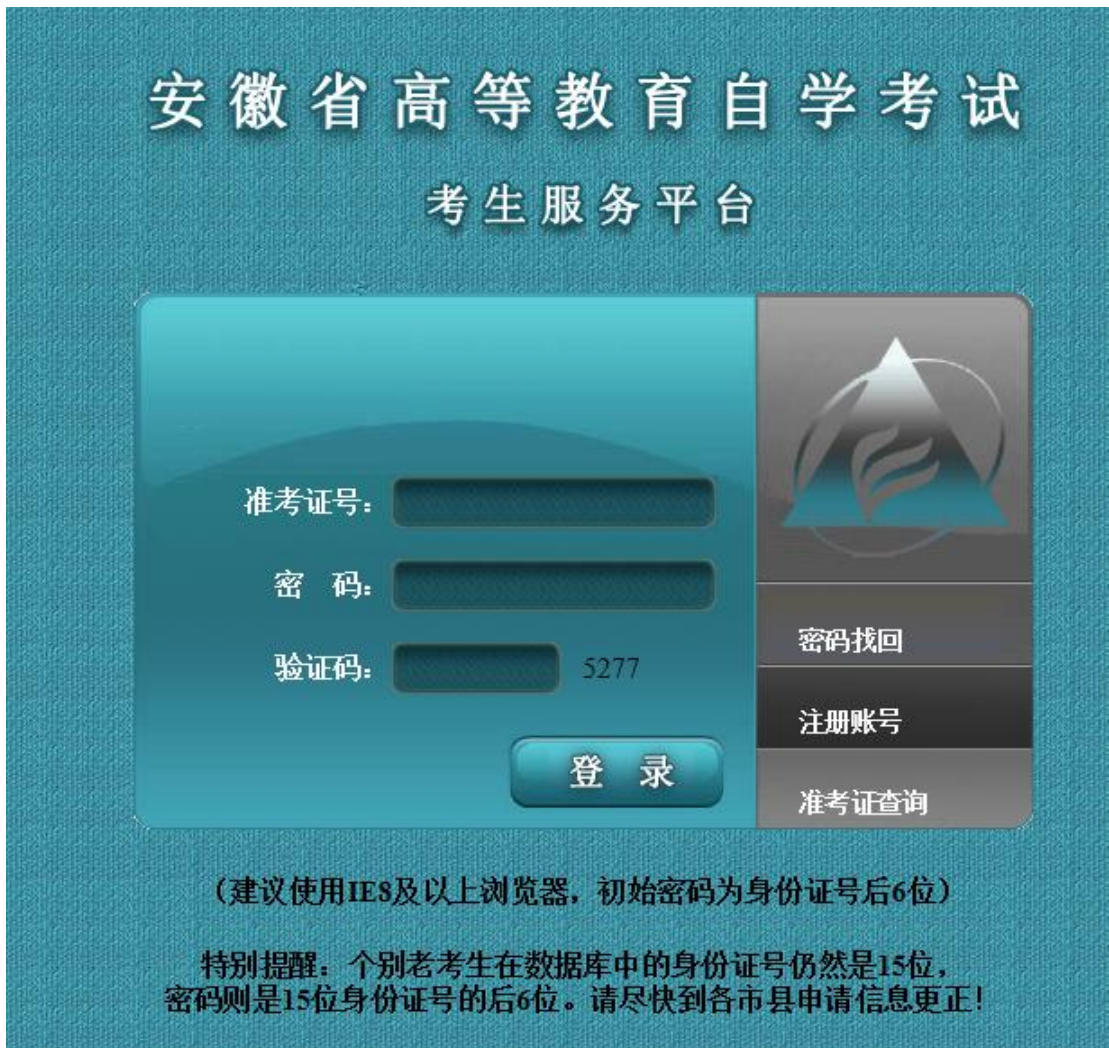 安徽省高等教育自学考试
考生服务平台
准考证号：
密 码：
验证码：
5277
密码找回
注册账号
登 录
准考证查询
（建议使用IE8及以上浏览器，初始密码为身份证号后6位）
特别提醒：个别老考生在数据库中的身份证号仍然是15位，
密码则是15位身份证号的后6位。请尽快到各市县申请信息更正！